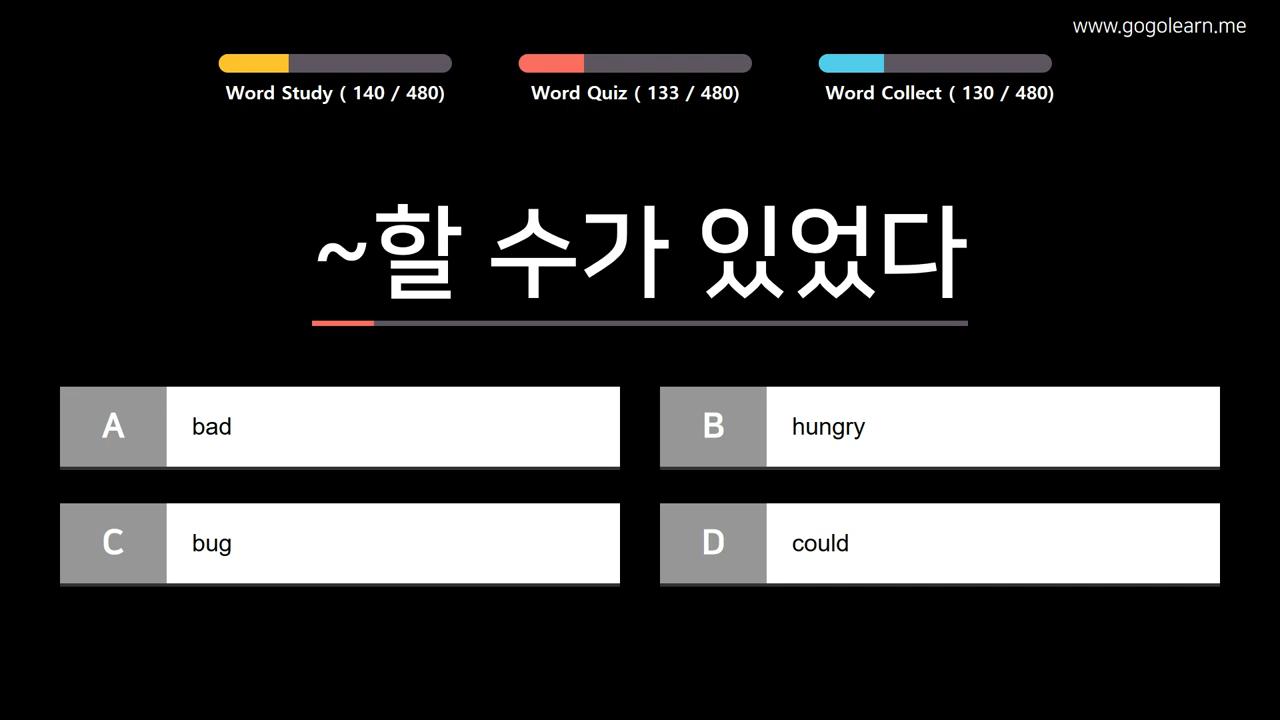 www.gogolearn.me
Word Study ( 140 / 480)
Word Quiz ( 133 / 480)
Word Collect ( 130 / 480)
~할 수가 있었다
A bad
B hungry
C bug
D could